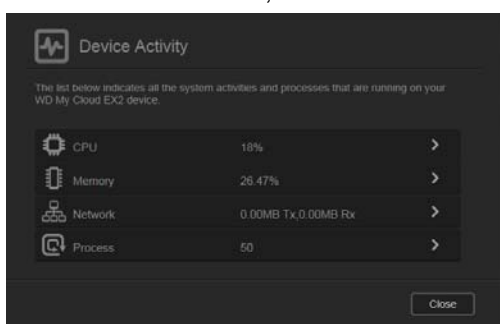 Device Activity
The list below indicates all the system activities and processes that are running on your
WD My Cloud EX2 device.
CPU 18%
Memory 26.47%
Network 0.00MB Tx,0.00MB Rx
Process 50
Close